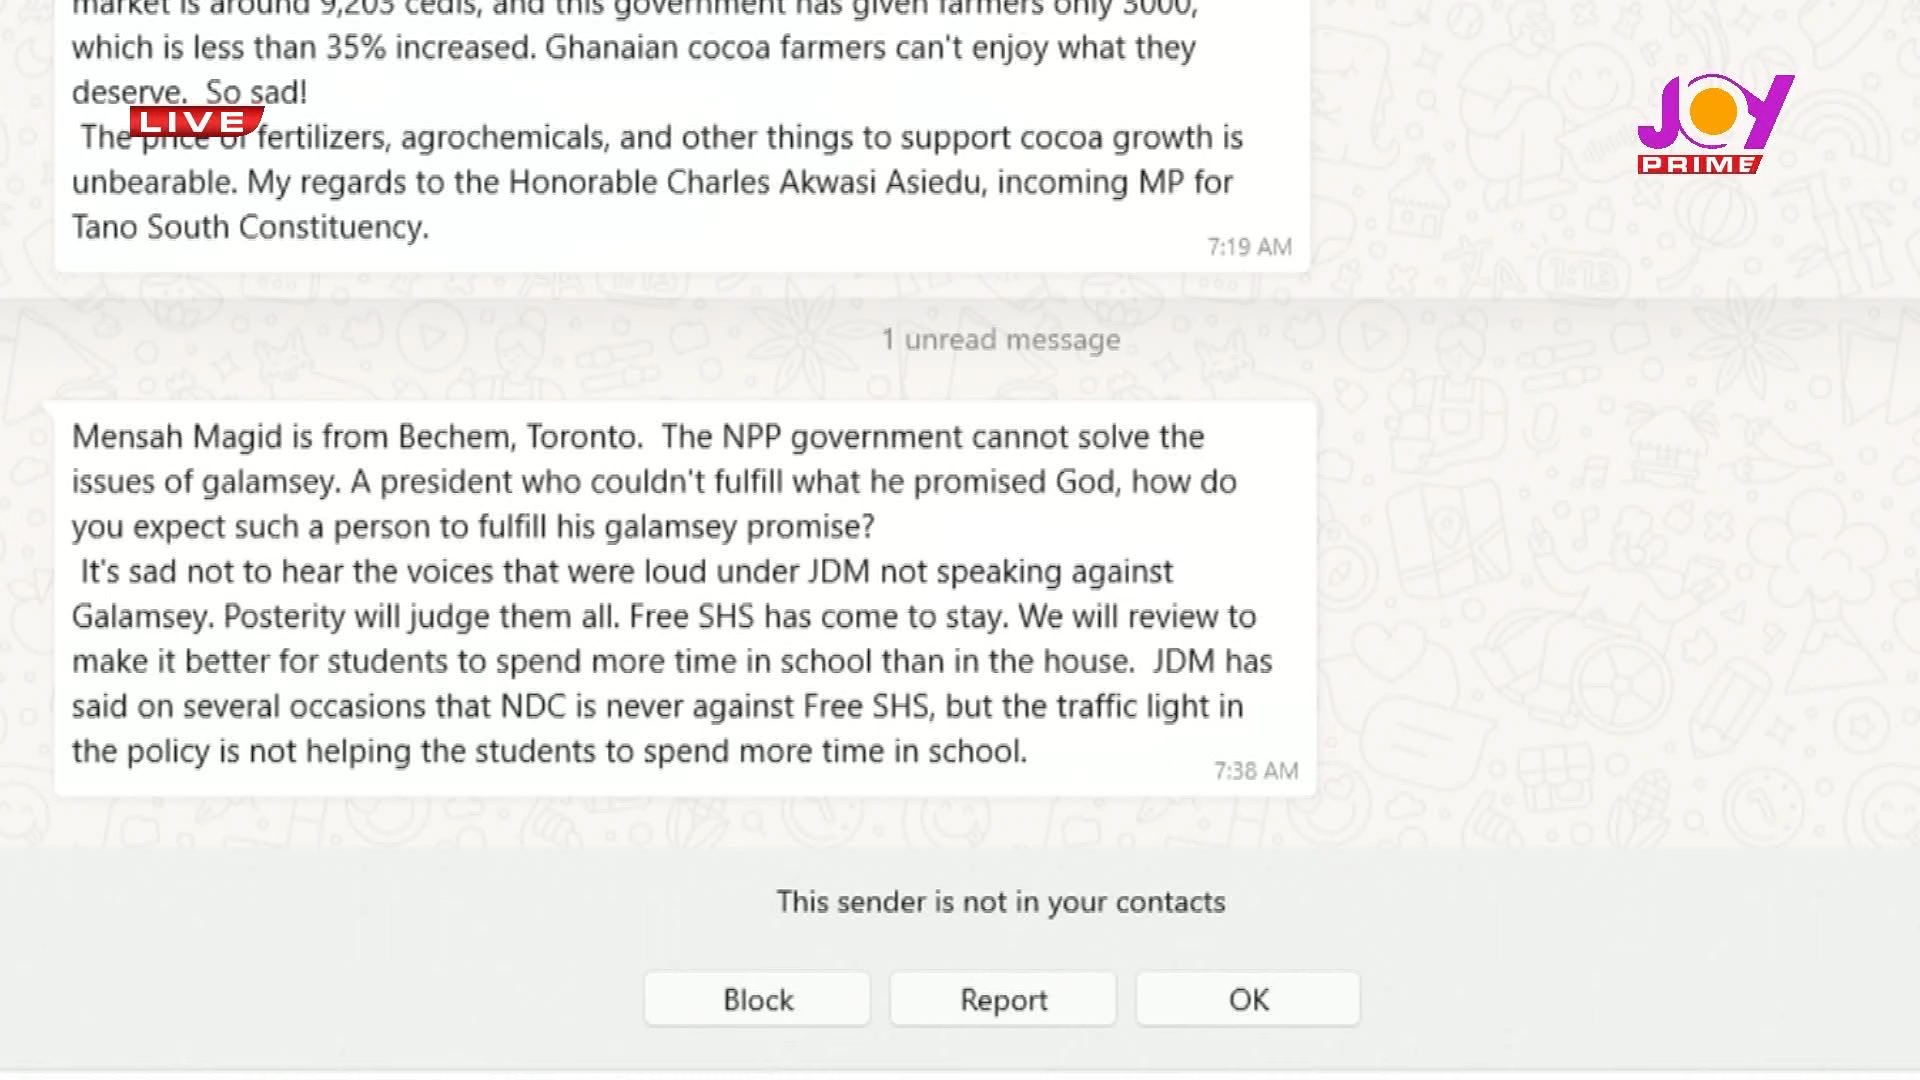 market is around 9,203 cedis, and this government has given farmers only 3000,
which is less than 35% increased. Ghanaian cocoa farmers can't enjoy what they
deserve.  So sad!
LIVE
The price of fertilizers, agrochemicals, and other things to support cocoa growth is
unbearable. My regards to the Honorable Charles Akwasi Asiedu, incoming MP for
Tano South Constituency.
7:19 AM
JOY
PRIME
1 unread message
Mensah Magid is from Bechem, Toronto.  The NPP government cannot solve the
issues of galamsey. A president who couldn't fulfill what he promised God, how do
you expect such a person to fulfill his galamsey promise?
It's sad not to hear the voices that were loud under JDM not speaking against
Galamsey. Posterity will judge them all. Free SHS has come to stay. We will review to
make it better for students to spend more time in school than in the house.  JDM has
said on several occasions that NDC is never against Free SHS, but the traffic light in
the policy is not helping the students to spend more time in school.
7:38 AM
This sender is not in your contacts
Block
Report
OK